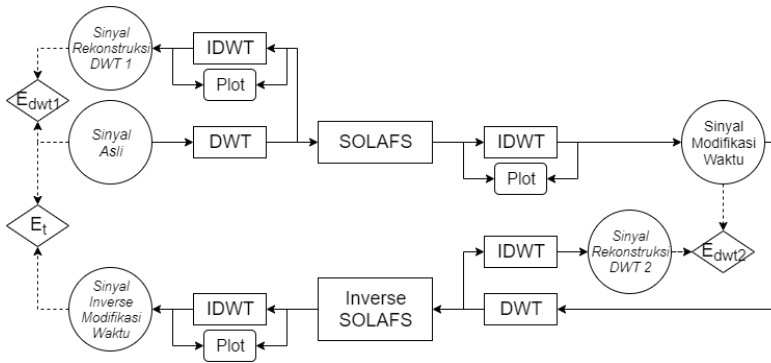 Sinyal
Rekonstruksi
DWT 1
IDWT
Plot
E_dwt1
Sinyal
Asli
DWT
SOLAFS
IDWT
Plot
Sinyal
Modifikasi
Waktu
E_t
IDWT
Sinyal
Rekonstruksi
DWT 2
E_dwt2
Sinyal
Inverse
Modifikasi
Waktu
IDWT
Plot
Inverse
SOLAFS
DWT